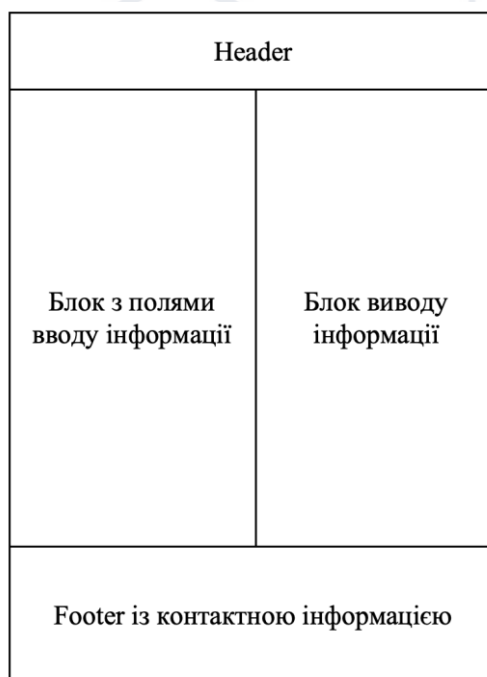 Header
Блок з полями
вводу інформації
Блок виводу
інформації
Footer із контактною інформацією